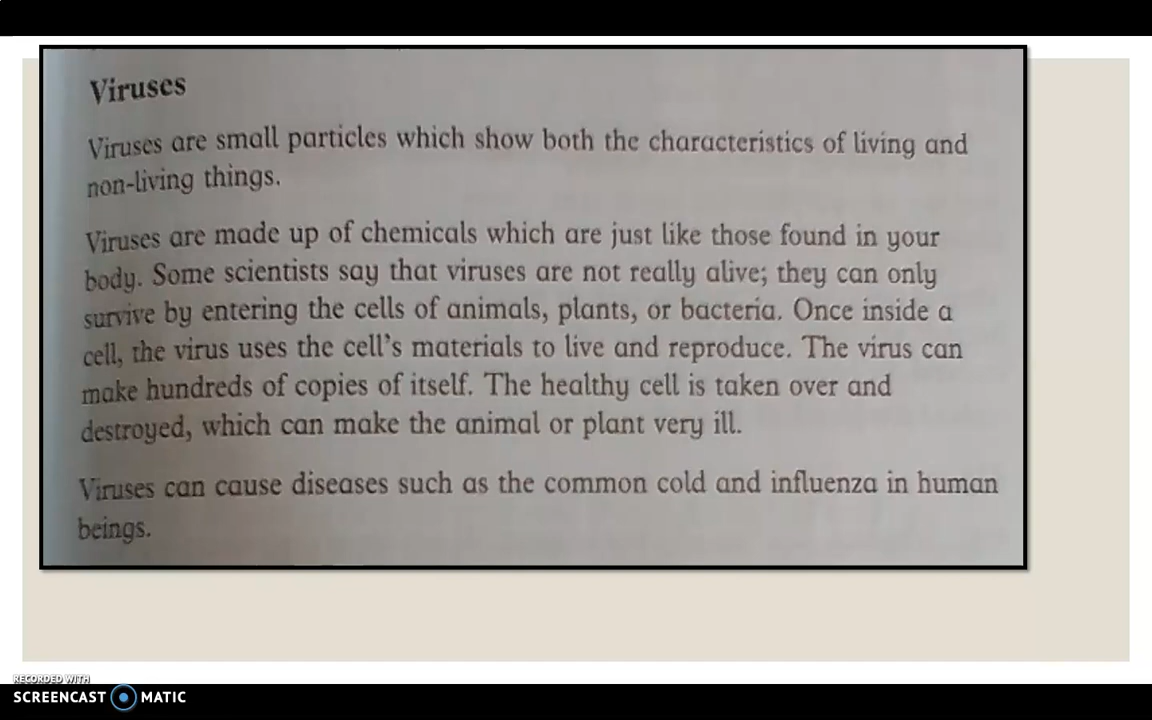 Viruses
Viruses are small particles which show both the characteristics of living and
non-living things.
Viruses are made up of chemicals which are just like those found in your
body. Some scientists say that viruses are not really alive; they can only
survive by entering the cells of animals, plants, or bacteria. Once inside a
cell, the virus uses the cell's materials to live and reproduce. The virus can
make hundreds of copies of itself. The healthy cell is taken over and
destroyed, which can make the animal or plant very ill.
Viruses can cause diseases such as the common cold and influenza in human
beings.
RECORDED WITH
SCREENCAST MATIC